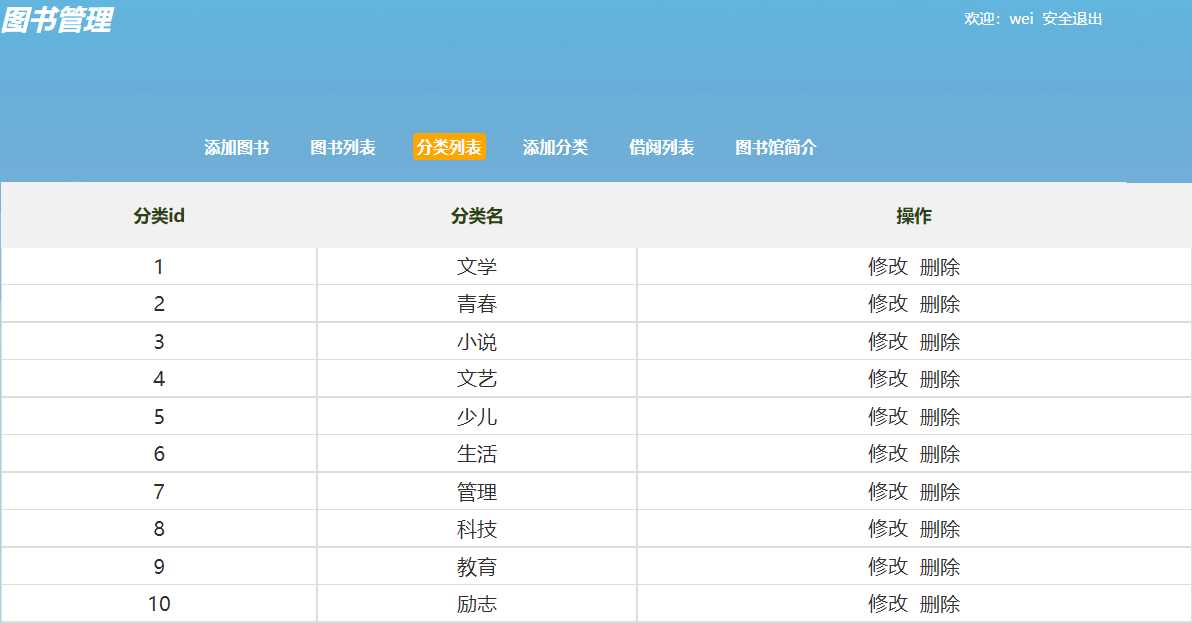 图书管理
欢迎：wei 安全退出
添加图书 图书列表 分类列表 添加分类 借阅列表 图书馆简介
分类id 分类名 操作
1 文学 修改 删除
2 青春 修改 删除
3 小说 修改 删除
4 文艺 修改 删除
5 少儿 修改 删除
6 生活 修改 删除
7 管理 修改 删除
8 科技 修改 删除
9 教育 修改 删除
10 励志 修改 删除